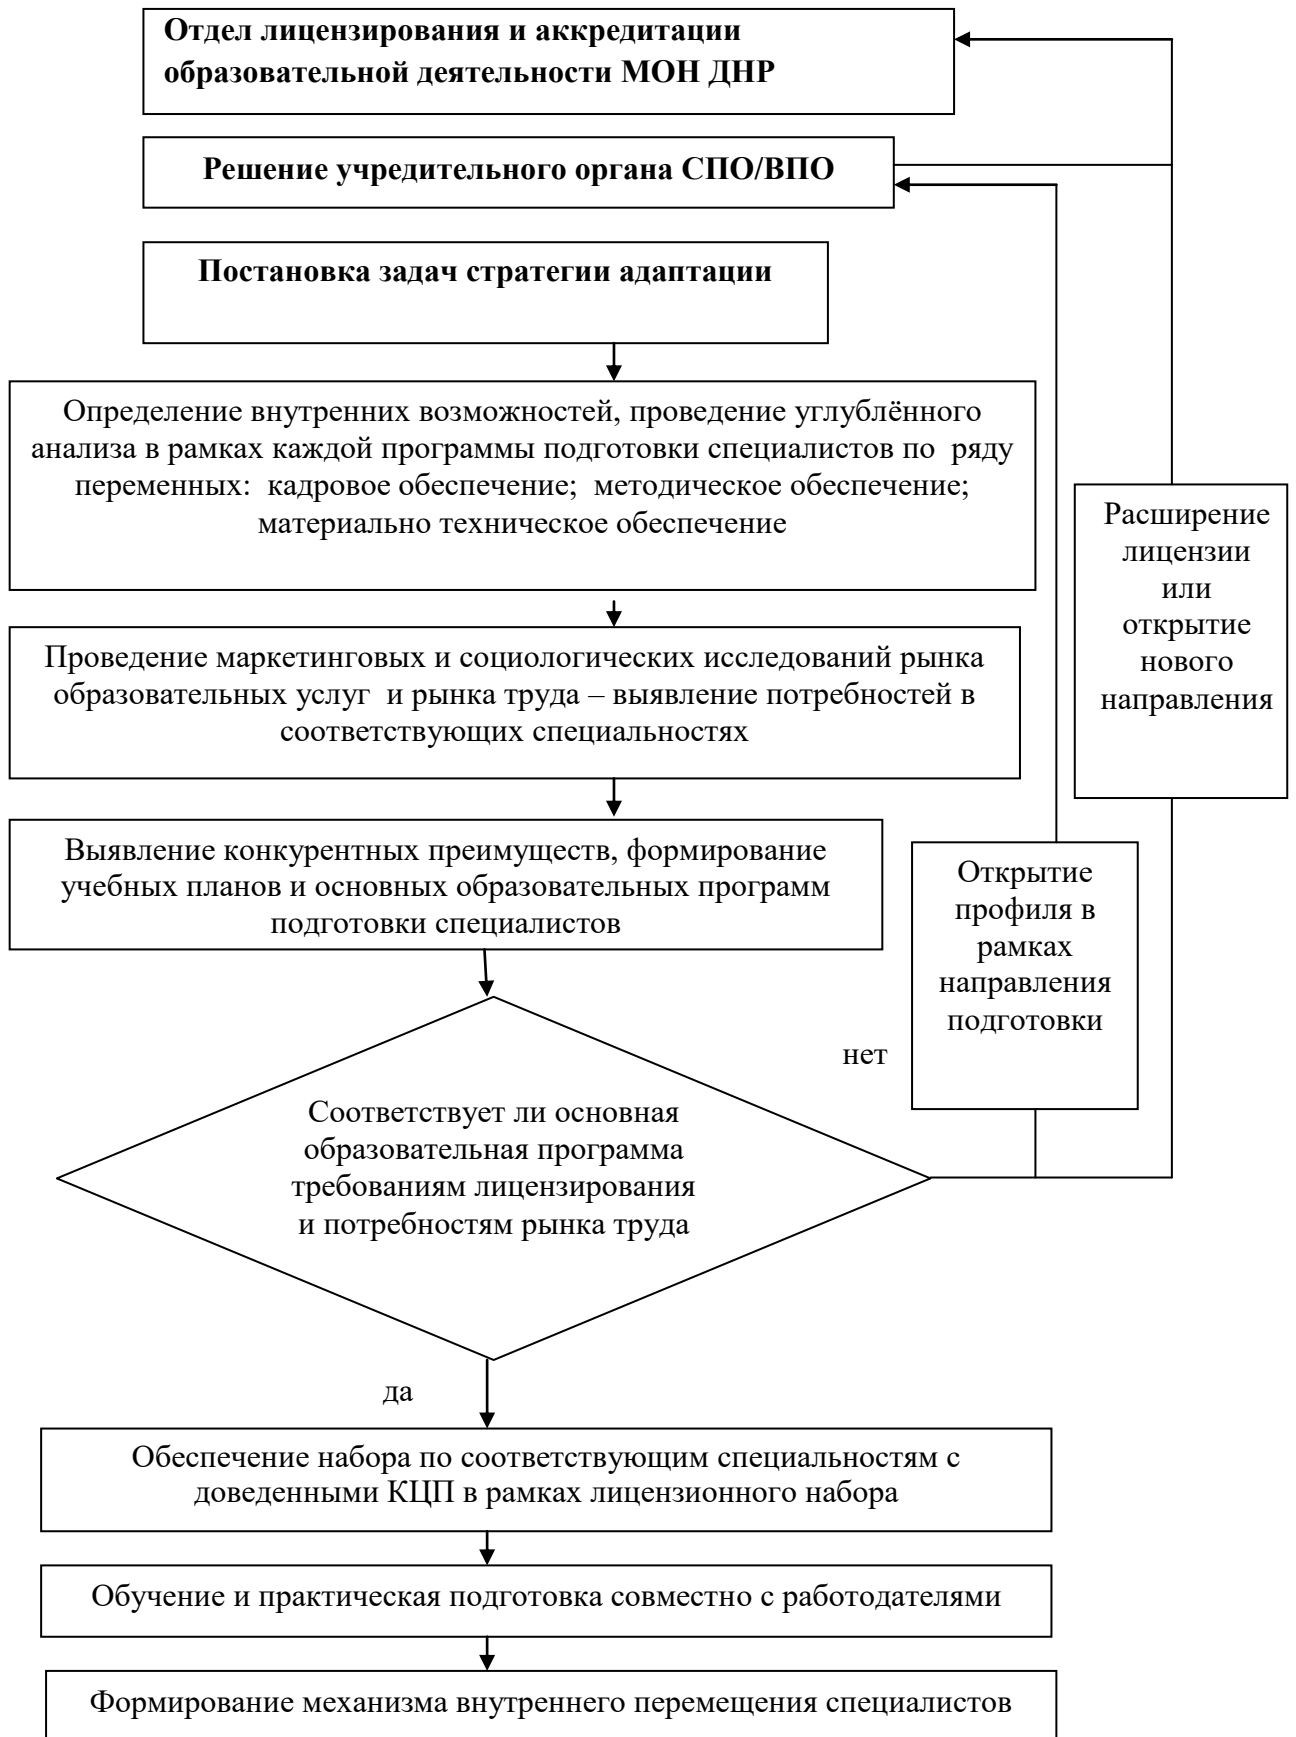 Отдел лицензирования и аккредитации
образовательной деятельности МОН ДНР
Решение учредительного органа СПО/ВПО
Постановка задач стратегии адаптации
Определение внутренних возможностей, проведение углублённого
анализа в рамках каждой программы подготовки специалистов по ряду
переменных: кадровое обеспечение; методическое обеспечение;
материально техническое обеспечение
Расширение
лицензии
или
открытие
нового
направления
Проведение маркетинговых и социологических исследований рынка
образовательных услуг и рынка труда – выявление потребностей в
соответствующих специальностях
Выявление конкурентных преимуществ, формирование
учебных планов и основных образовательных программ
подготовки специалистов
Открытие
профиля в
рамках
направления
подготовки
нет
Соответствует ли основная
образовательная программа
требованиям лицензирования
и потребностям рынка труда
да
Обеспечение набора по соответствующим специальностям с
доведенными КЦП в рамках лицензионного набора
Обучение и практическая подготовка совместно с работодателями
Формирование механизма внутреннего перемещения специалистов